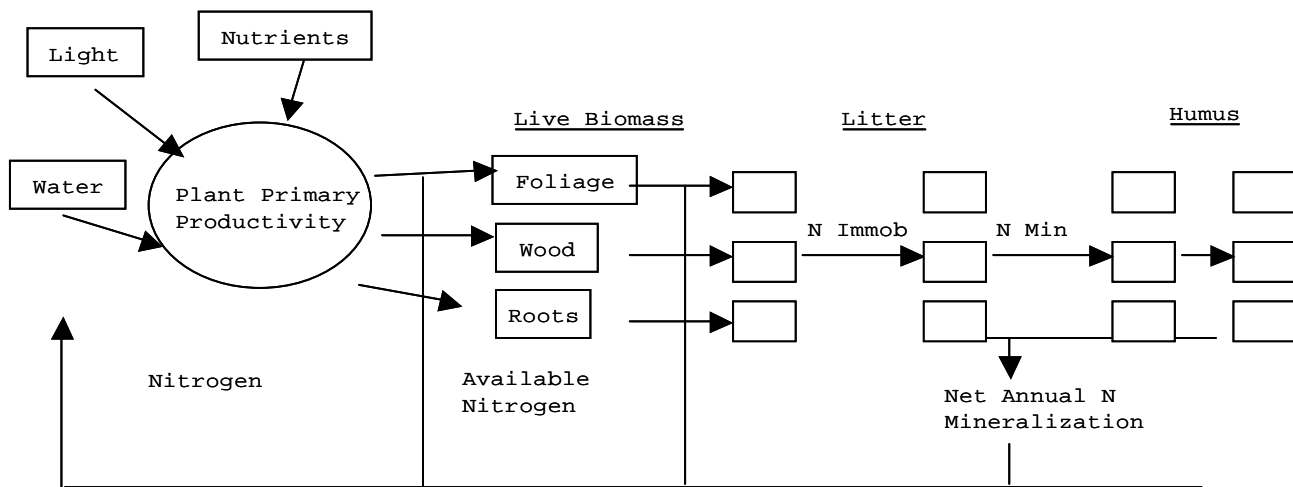 Nutrients
Light
Live Biomass
Litter
Humus
Water
Plant Primary
Productivity
Foliage
N Immob
N Min
Wood
Roots
Nitrogen
Available
Nitrogen
Net Annual N
Mineralization